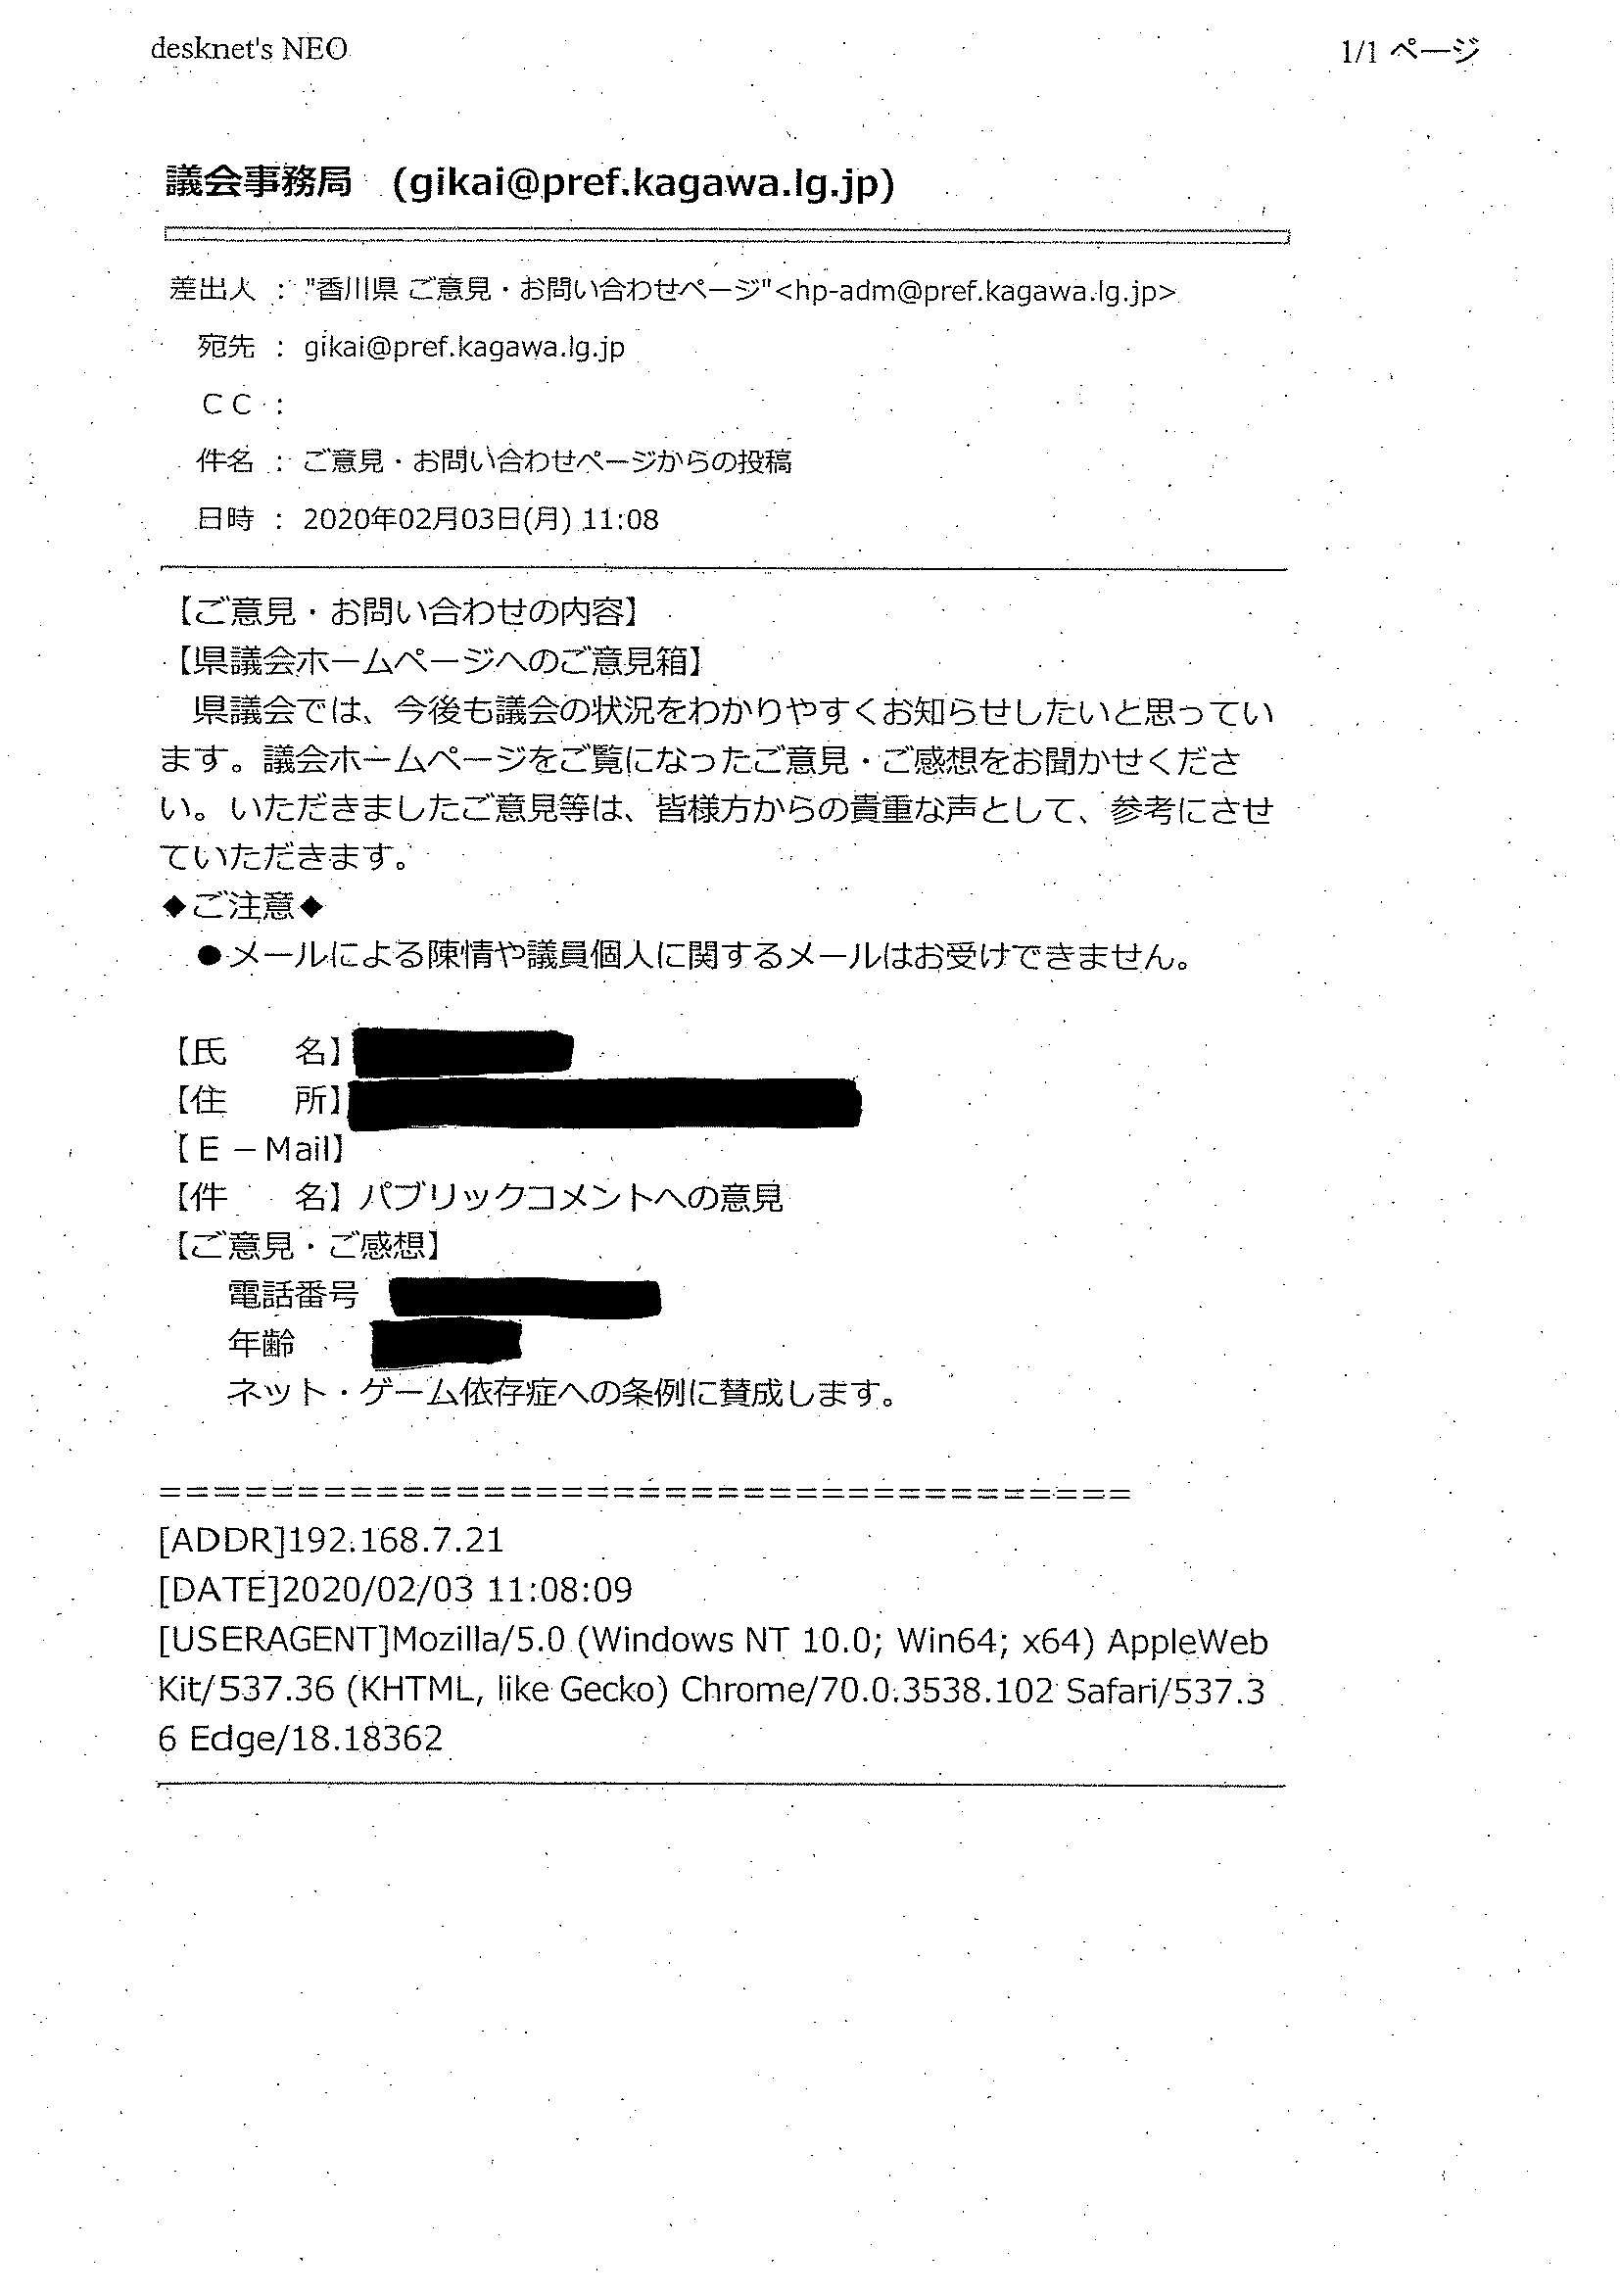 desknet's NEO
1/1 ページ
議会事務局 (gikai@pref.kagawa.lg.jp)
差出人 : "香川県 ご意見・お問い合わせページ"<hp-adm@pref.kagawa.lg.jp>
宛先 : gikai@pref.kagawa.lg.jp
ＣＣ :
件名 : ご意見・お問い合わせページからの投稿
日時 : 2020年02月03日(月) 11:08
【ご意見・お問い合わせの内容】
【県議会ホームページへのご意見箱】
　県議会では、今後も議会の状況をわかりやすくお知らせしたいと思ってい
ます。議会ホームページをご覧になったご意見・ご感想をお聞かせくださ
い。いただきましたご意見等は、皆様方からの貴重な声として、参考にさせ
ていただきます。
◆ご注意◆
　●メールによる陳情や議員個人に関するメールはお受けできません。
【氏　　名】
【住　　所】
【Ｅ－Mail】
【件　　名】パブリックコメントへの意見
【ご意見・ご感想】
電話番号
年齢
ネット・ゲーム依存症への条例に賛成します。
=====================================
[ADDR]192.168.7.21
[DATE]2020/02/03 11:08:09
[USERAGENT]Mozilla/5.0 (Windows NT 10.0; Win64; x64) AppleWeb
Kit/537.36 (KHTML, like Gecko) Chrome/70.0.3538.102 Safari/537.3
6 Edge/18.18362